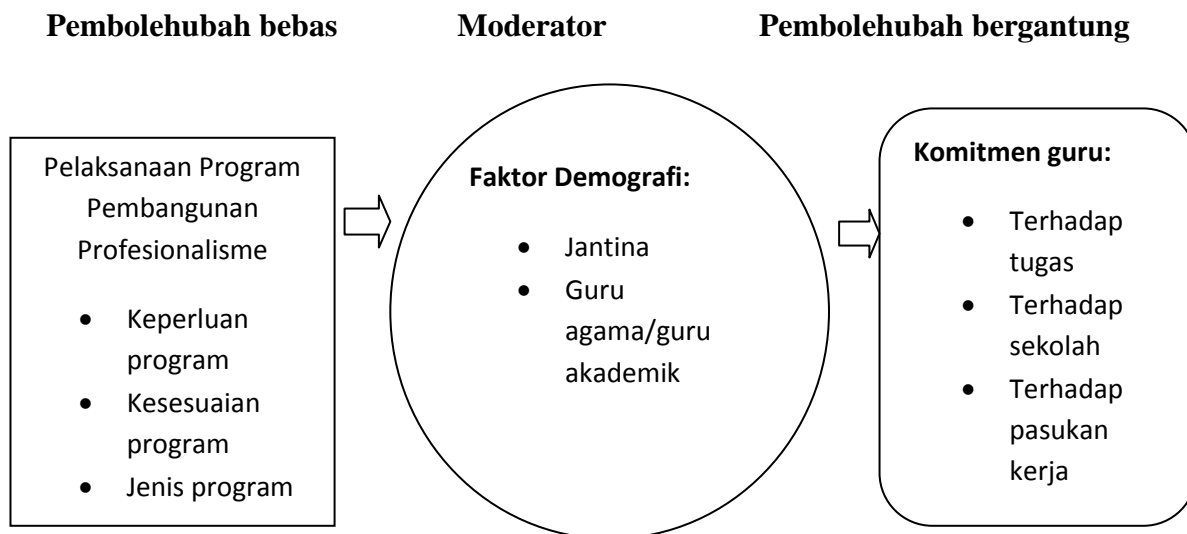 Pembolehubah bebas Moderator Pembolehubah bergantung
Pelaksanaan Program
Pembangunan
Profesionalisme
• Keperluan
program
• Kesesuaian
program
• Jenis program
Faktor Demografi:
• Jantina
• Guru
agama/guru
akademik
Komitmen guru:
• Terhadap
tugas
• Terhadap
sekolah
• Terhadap
pasukan
kerja